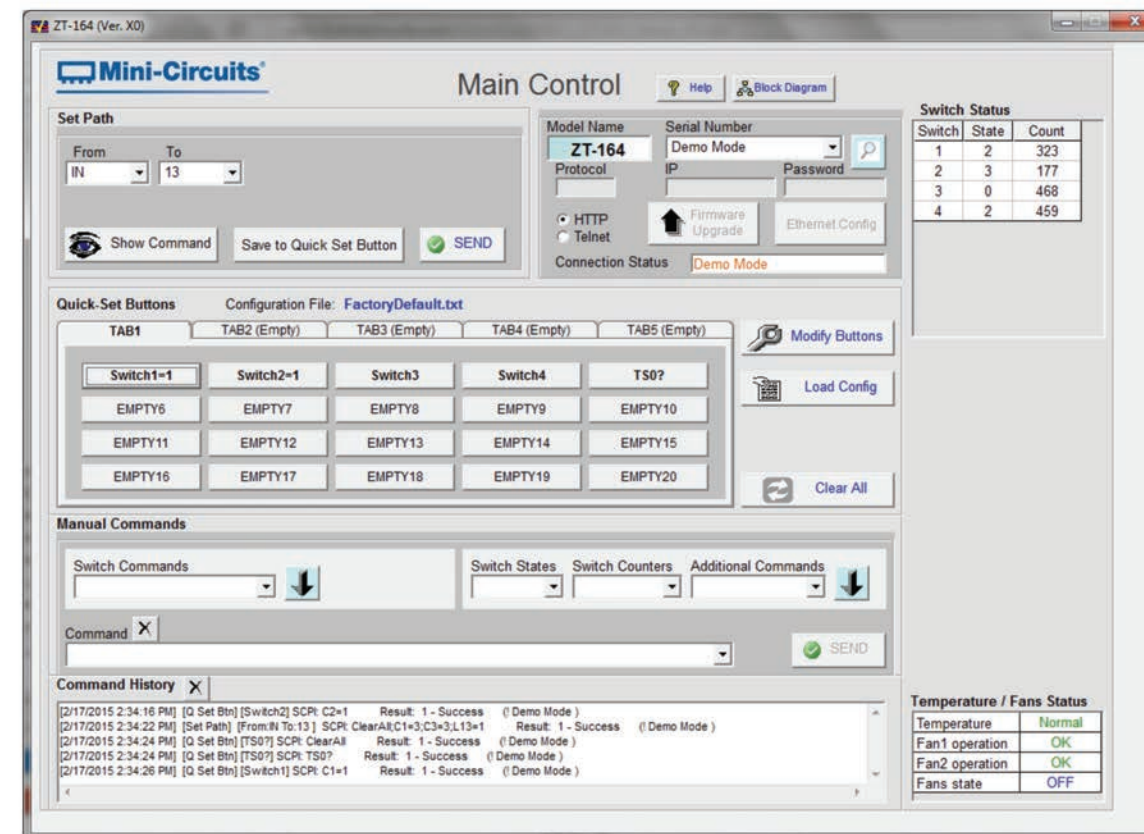 ZT-164 (Ver. X0)
Mini-Circuits®
Main Control
Help
Block Diagram
Set Path
From To
IN 13
Show Command
Save to Quick Set Button
SEND
Model Name Serial Number
ZT-164 Demo Mode
Protocol IP Password
HTTP
Telnet
Firmware
Upgrade
Ethernet Config
Connection Status Demo Mode
Switch Status
Switch State Count
1 2 323
2 3 177
3 0 468
4 2 459
Quick-Set Buttons Configuration File: FactoryDefault.txt
TAB1 TAB2 (Empty) TAB3 (Empty) TAB4 (Empty) TAB5 (Empty)
Switch1=1 Switch2=1 Switch3 Switch4 TS0?
EMPTY6 EMPTY7 EMPTY8 EMPTY9 EMPTY10
EMPTY11 EMPTY12 EMPTY13 EMPTY14 EMPTY15
EMPTY16 EMPTY17 EMPTY18 EMPTY19 EMPTY20
Modify Buttons
Load Config
Clear All
Manual Commands
Switch Commands
Switch States Switch Counters Additional Commands
Command X
SEND
Command History X
[2/17/2015 2:34:16 PM] [Q Set Btn] [Switch2] SCPI: C2=1 Result: 1 - Success (! Demo Mode )
[2/17/2015 2:34:22 PM] [Set Path] [From:IN To:13 ] SCPI: ClearAll;C1=3;C3=3;L13=1 Result: 1 - Success (! Demo Mode )
[2/17/2015 2:34:24 PM] [Q Set Btn] [TS0?] SCPI: ClearAll Result: 1 - Success (! Demo Mode )
[2/17/2015 2:34:24 PM] [Q Set Btn] [TS0?] SCPI: TS0? Result: 1 - Success (! Demo Mode )
[2/17/2015 2:34:26 PM] [Q Set Btn] [Switch1] SCPI: C1=1 Result: 1 - Success (! Demo Mode )
Temperature / Fans Status
Temperature Normal
Fan1 operation OK
Fan2 operation OK
Fans state OFF